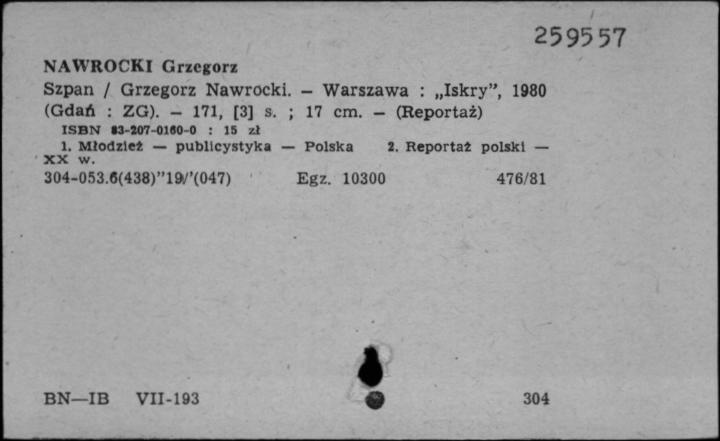 259557
NAWROCKI Grzegorz
Szpan / Grzegorz Nawrocki. — Warszawa : „Iskry”, 1980
(Gdań : ZG). — 171, [3] s. ; 17 cm. — (Reportaż)
ISBN 83-207-0160-0 : 15 zł
1. Młodzież — publicystyka — Polska 2. Reportaż polski —
XX w.
304-053.6(438)”19/’(047) Egz. 10300 476/81
BN—IB VII-193 304